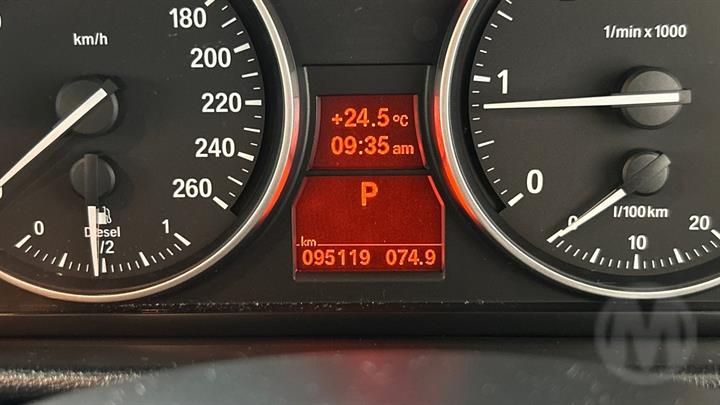 km/h
180
200
220
240
260
0
Diesel
1/2
1
+24.5 °C
09:35 am
P
km
095119 074.9
1/min x 1000
1
0
l/100km
0
10
20
M